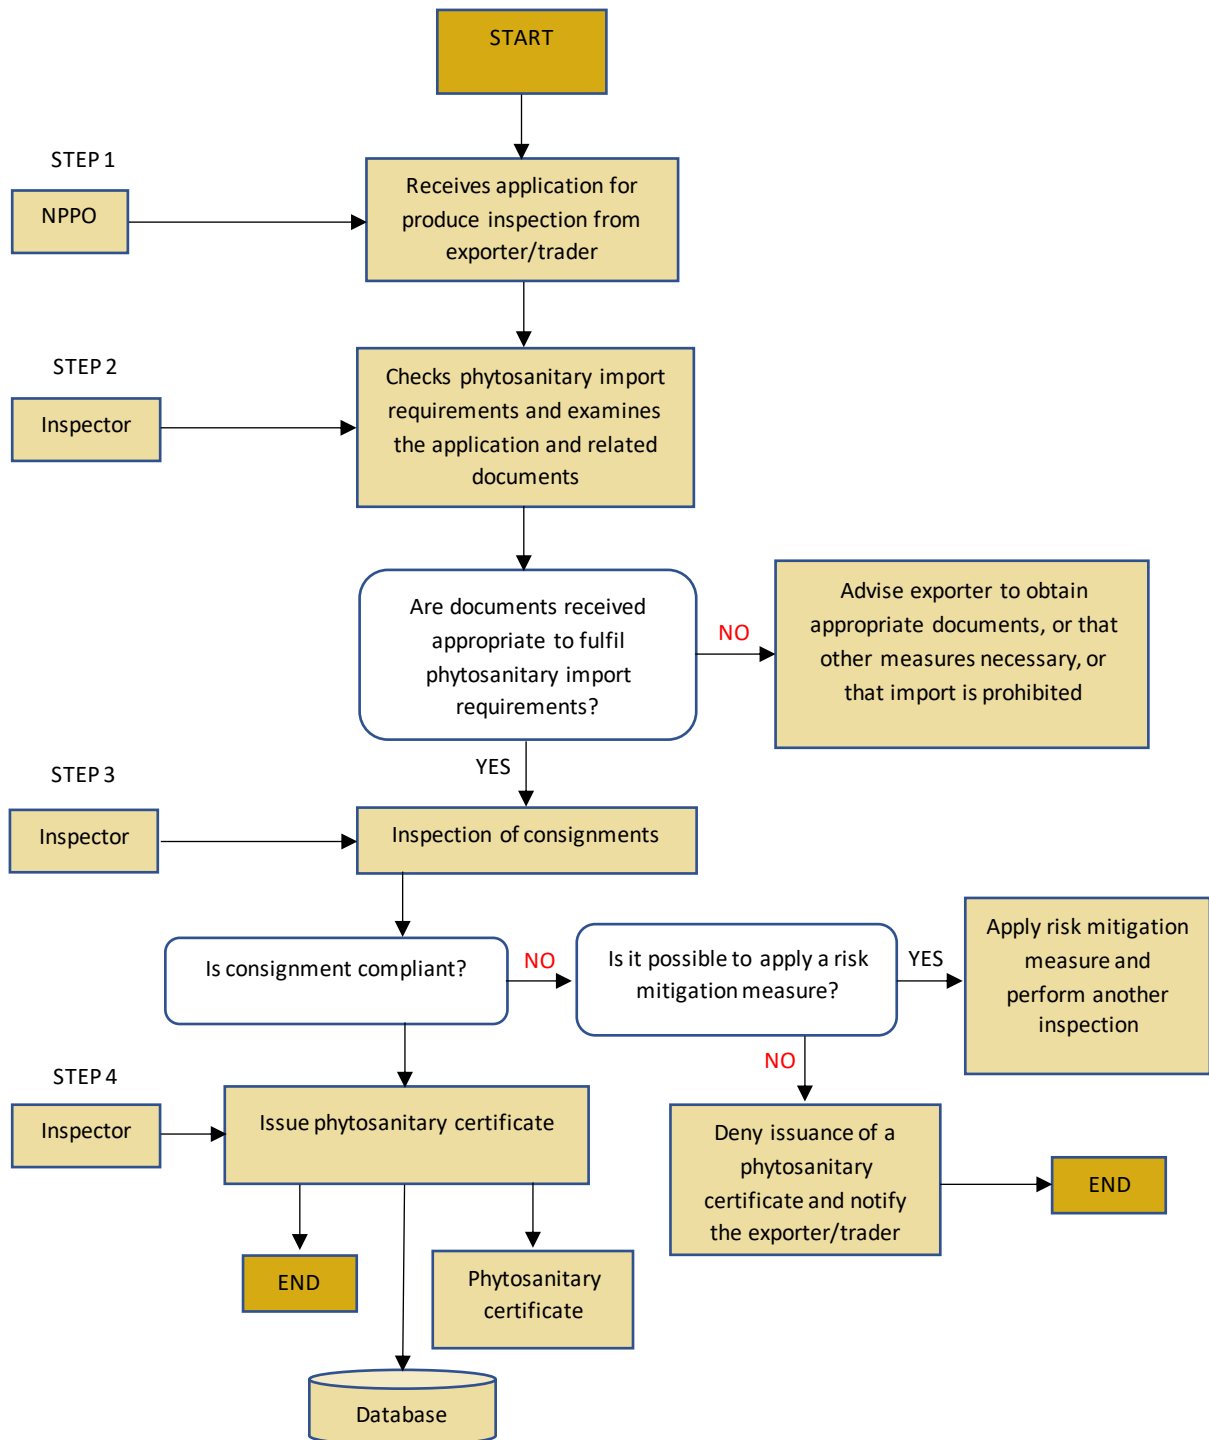 START
STEP 1
NPPO
Receives application for
produce inspection from
exporter/trader
STEP 2
Inspector
Checks phytosanitary import
requirements and examines
the application and related
documents
Are documents received
appropriate to fulfil
phytosanitary import
requirements?
NO
Advise exporter to obtain
appropriate documents, or that
other measures necessary, or
that import is prohibited
YES
STEP 3
Inspector
Inspection of consignments
Is consignment compliant?
NO
Is it possible to apply a risk
mitigation measure?
YES
Apply risk mitigation
measure and
perform another
inspection
NO
STEP 4
Inspector
Issue phytosanitary certificate
Deny issuance of a
phytosanitary
certificate and notify
the exporter/trader
END
END
Phytosanitary
certificate
Database